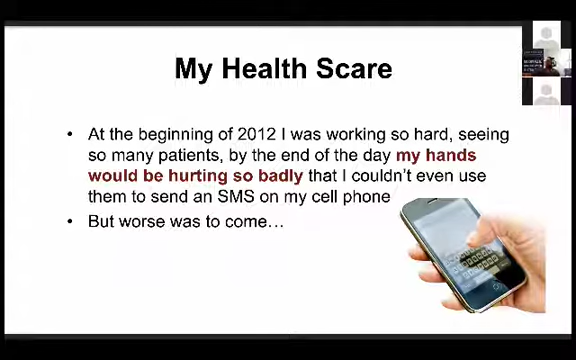 My Health Scare
• At the beginning of 2012 I was working so hard, seeing
so many patients, by the end of the day my hands
would be hurting so badly that I couldn't even use
them to send an SMS on my cell phone
• But worse was to come…